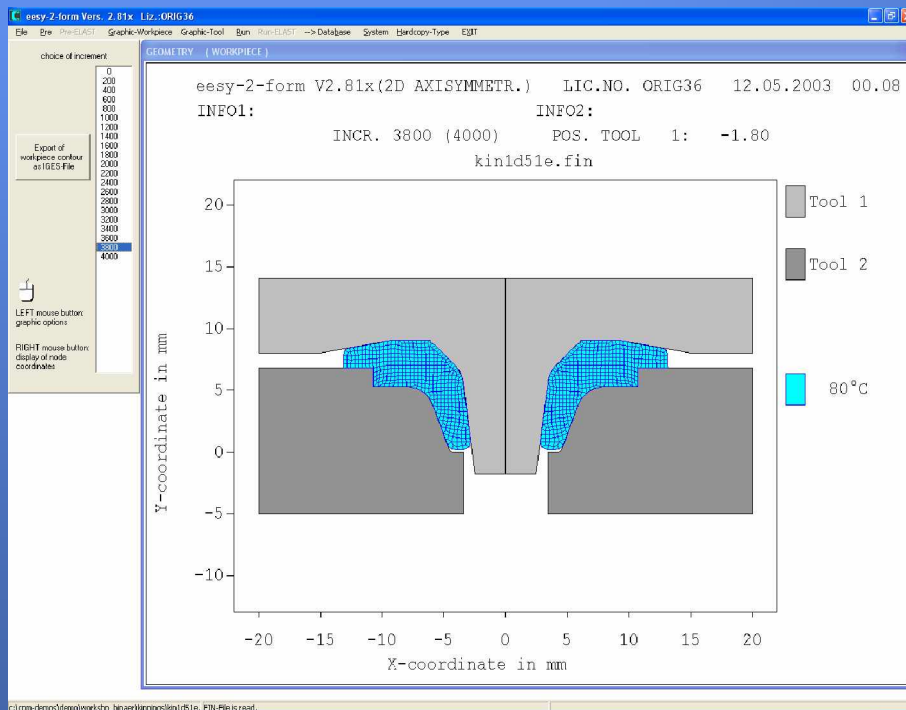 eesy-2-form Vers. 2.81x Liz.:ORIG36
File Pre Pre-ELAST Graphic-Workpiece Graphic-Tool Run Run-ELAST --> Database System Hardcopy-Type EXIT
choice of increment
0
200
400
600
800
1000
1200
1400
1600
1800
2000
2200
2400
2600
2800
3000
3200
3400
3600
3800
4000
Export of
workpiece contour
as IGES-File
LEFT mouse button:
graphic options
RIGHT mouse button:
display of node
coordinates
GEOMETRY ( WORKPIECE )
eesy-2-form V2.81x(2D AXISYMMETR.) LIC.NO. ORIG36 12.05.2003 00.08
INFO1: INFO2:
INCR. 3800 (4000) POS. TOOL 1: -1.80
kin1d51e.fin
20
15
10
5
0
-5
-10
Y-coordinate in mm
-20 -15 -10 -5 0 5 10 15 20
X-coordinate in mm
Tool 1
Tool 2
80°C
FIN-File is read.